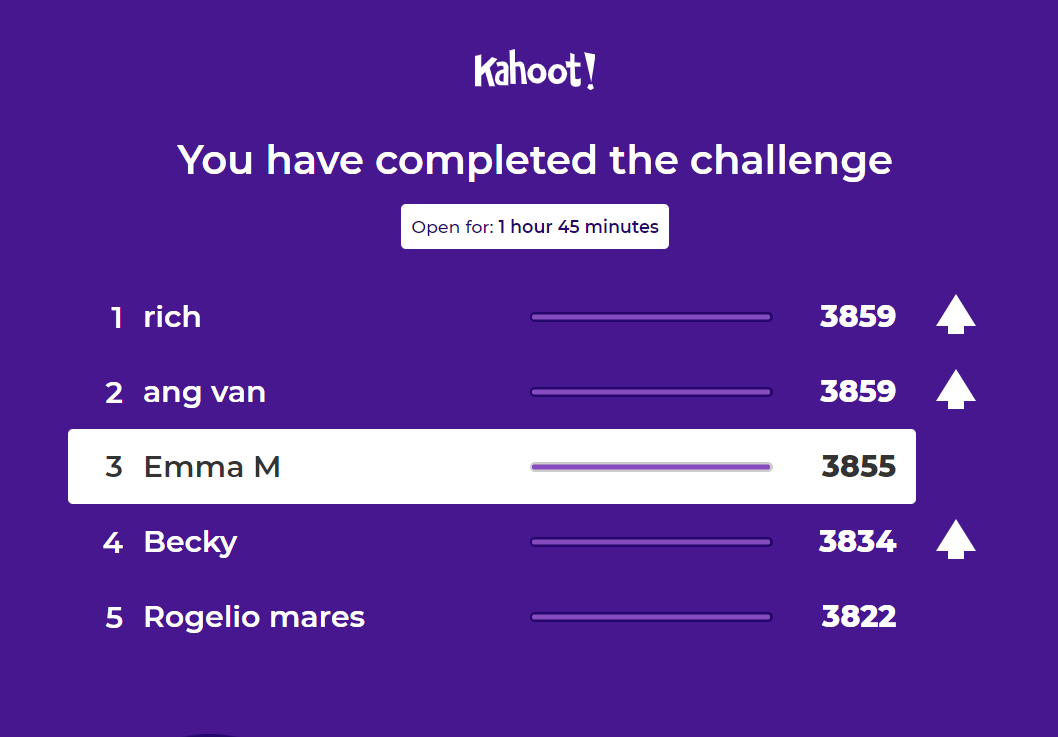 Kahoot!
You have completed the challenge
Open for: 1 hour 45 minutes
1 rich 3859
2 ang van 3859
3 Emma M 3855
4 Becky 3834
5 Rogelio mares 3822